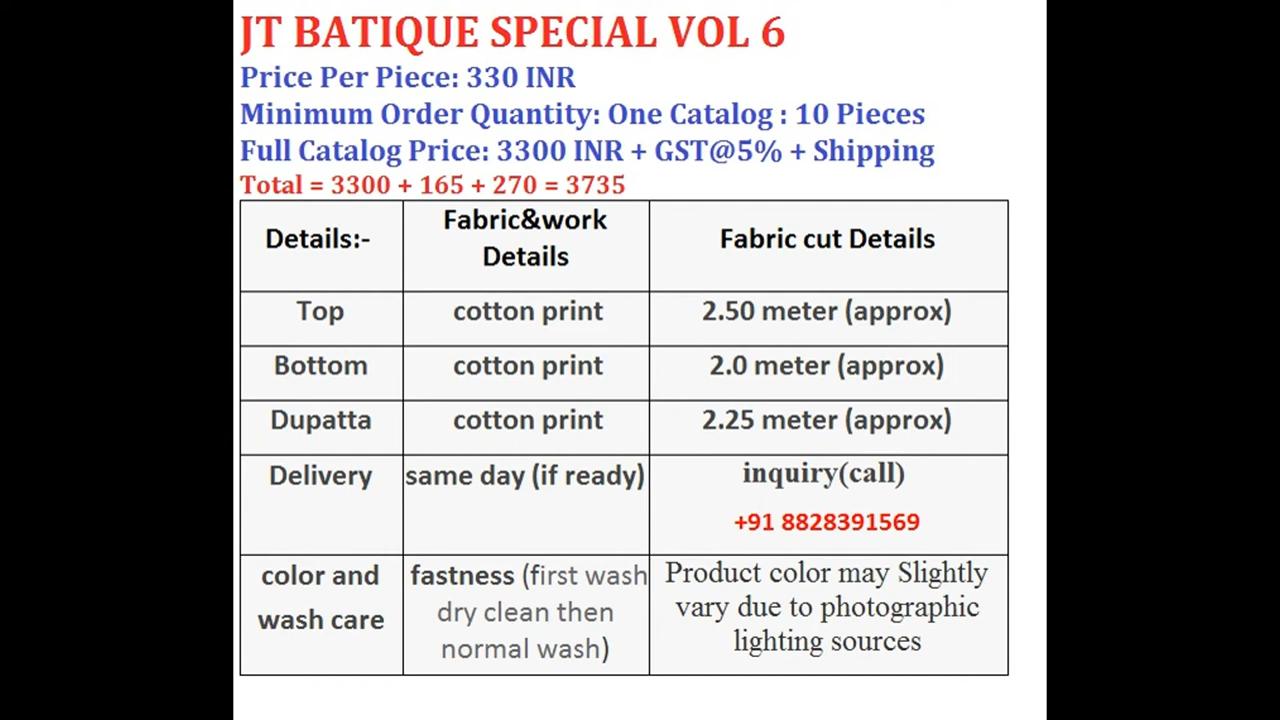 JT BATIQUE SPECIAL VOL 6
Price Per Piece: 330 INR
Minimum Order Quantity: One Catalog : 10 Pieces
Full Catalog Price: 3300 INR + GST@5% + Shipping
Total = 3300 + 165 + 270 = 3735
Details:- Fabric&work Details Fabric cut Details
Top cotton print 2.50 meter (approx)
Bottom cotton print 2.0 meter (approx)
Dupatta cotton print 2.25 meter (approx)
Delivery same day (if ready) inquiry(call)
+91 8828391569
color and fastness (first wash Product color may Slightly
wash care dry clean then vary due to photographic
normal wash) lighting sources